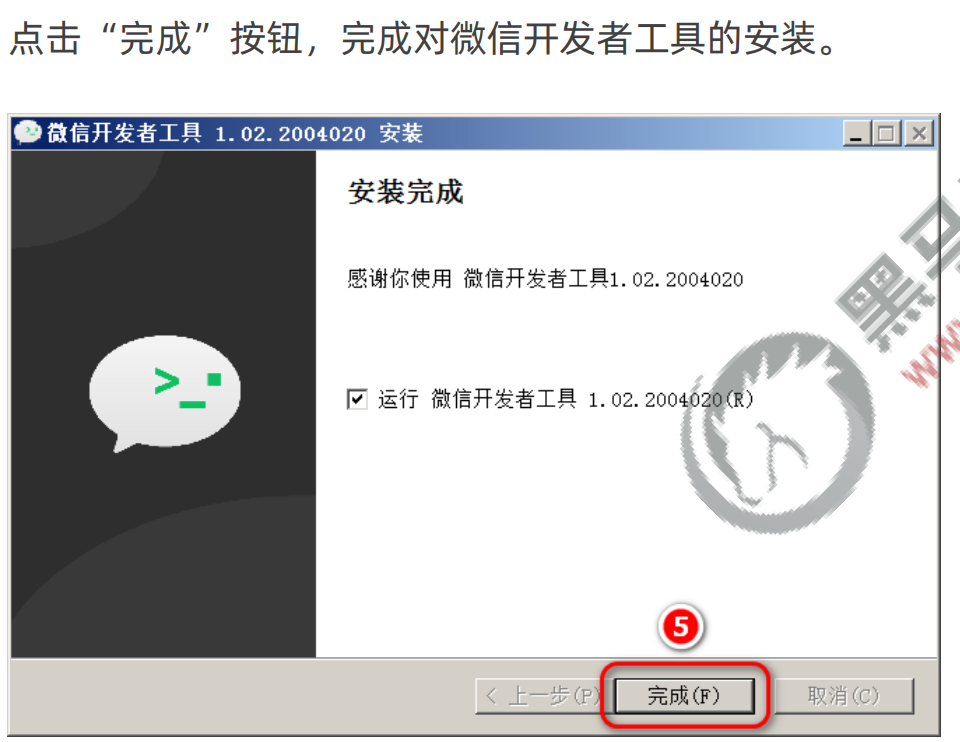 点击“完成”按钮，完成对微信开发者工具的安装。
微信开发者工具 1.02.2004020 安装
安装完成
感谢你使用 微信开发者工具1.02.2004020
运行 微信开发者工具 1.02.2004020(R)
黑马
www
5
< 上一步(P)
完成(F)
取消(C)